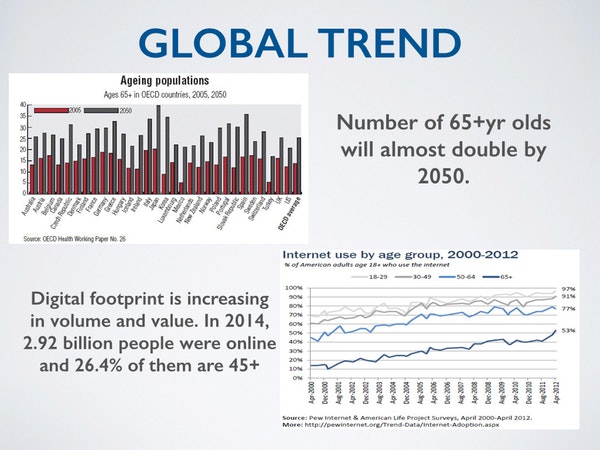 GLOBAL TREND
Ageing populations
Ages 65+ in OECD countries, 2005, 2050
2005 2050
40
35
30
25
20
15
10
5
0
Australia
Austria
Belgium
Canada
Czech Republic
Denmark
Finland
France
Germany
Greece
Hungary
Iceland
Ireland
Italy
Japan
Korea
Luxembourg
Mexico
Netherlands
New Zealand
Norway
Poland
Portugal
Slovak Republic
Spain
Sweden
Switzerland
Turkey
UK
US
OECD average
Source: OECD Health Working Paper No. 26
Number of 65+yr olds
will almost double by
2050.
Digital footprint is increasing
in volume and value. In 2014,
2.92 billion people were online
and 26.4% of them are 45+
Internet use by age group, 2000-2012
% of American adults age 18+ who use the internet
18-29 30-49 50-64 65+
100%
90%
80%
70%
60%
50%
40%
30%
20%
10%
0%
97%
91%
77%
53%
Apr-2000
Dec-2000
Aug-2001
Apr-2002
Dec-2002
Aug-2003
Apr-2004
Dec-2004
Aug-2005
Apr-2006
Dec-2006
Aug-2007
Apr-2008
Dec-2008
Aug-2009
Apr-2010
Dec-2010
Aug-2011
Apr-2012
Source: Pew Internet & American Life Project Surveys, April 2000-April 2012.
More: http://pewinternet.org/Trend-Data/Internet-Adoption.aspx